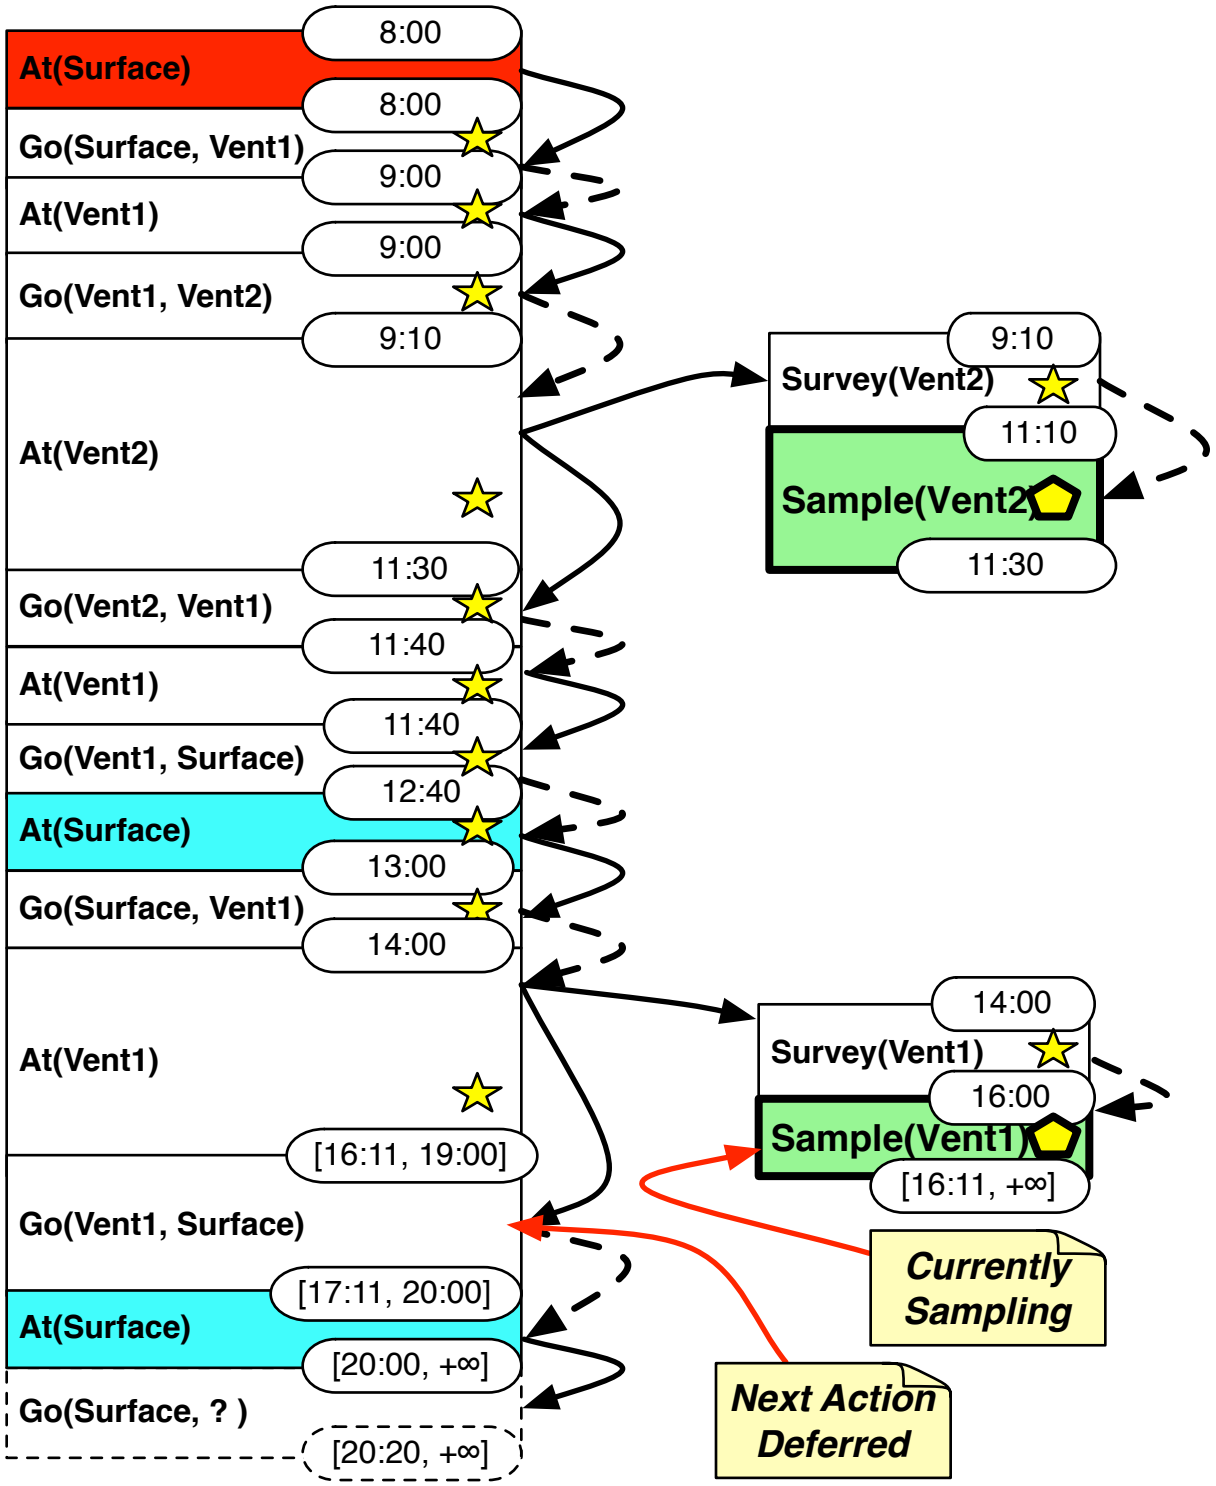 8:00
At(Surface)
8:00
Go(Surface, Vent1)
9:00
At(Vent1)
9:00
Go(Vent1, Vent2)
9:10
At(Vent2)
11:30
Go(Vent2, Vent1)
11:40
At(Vent1)
11:40
Go(Vent1, Surface)
12:40
At(Surface)
13:00
Go(Surface, Vent1)
14:00
At(Vent1)
[16:11, 19:00]
Go(Vent1, Surface)
[17:11, 20:00]
At(Surface)
[20:00, +∞]
Go(Surface, ? )
[20:20, +∞]
9:10
Survey(Vent2)
11:10
Sample(Vent2)
11:30
14:00
Survey(Vent1)
16:00
Sample(Vent1)
[16:11, +∞]
Currently
Sampling
Next Action
Deferred